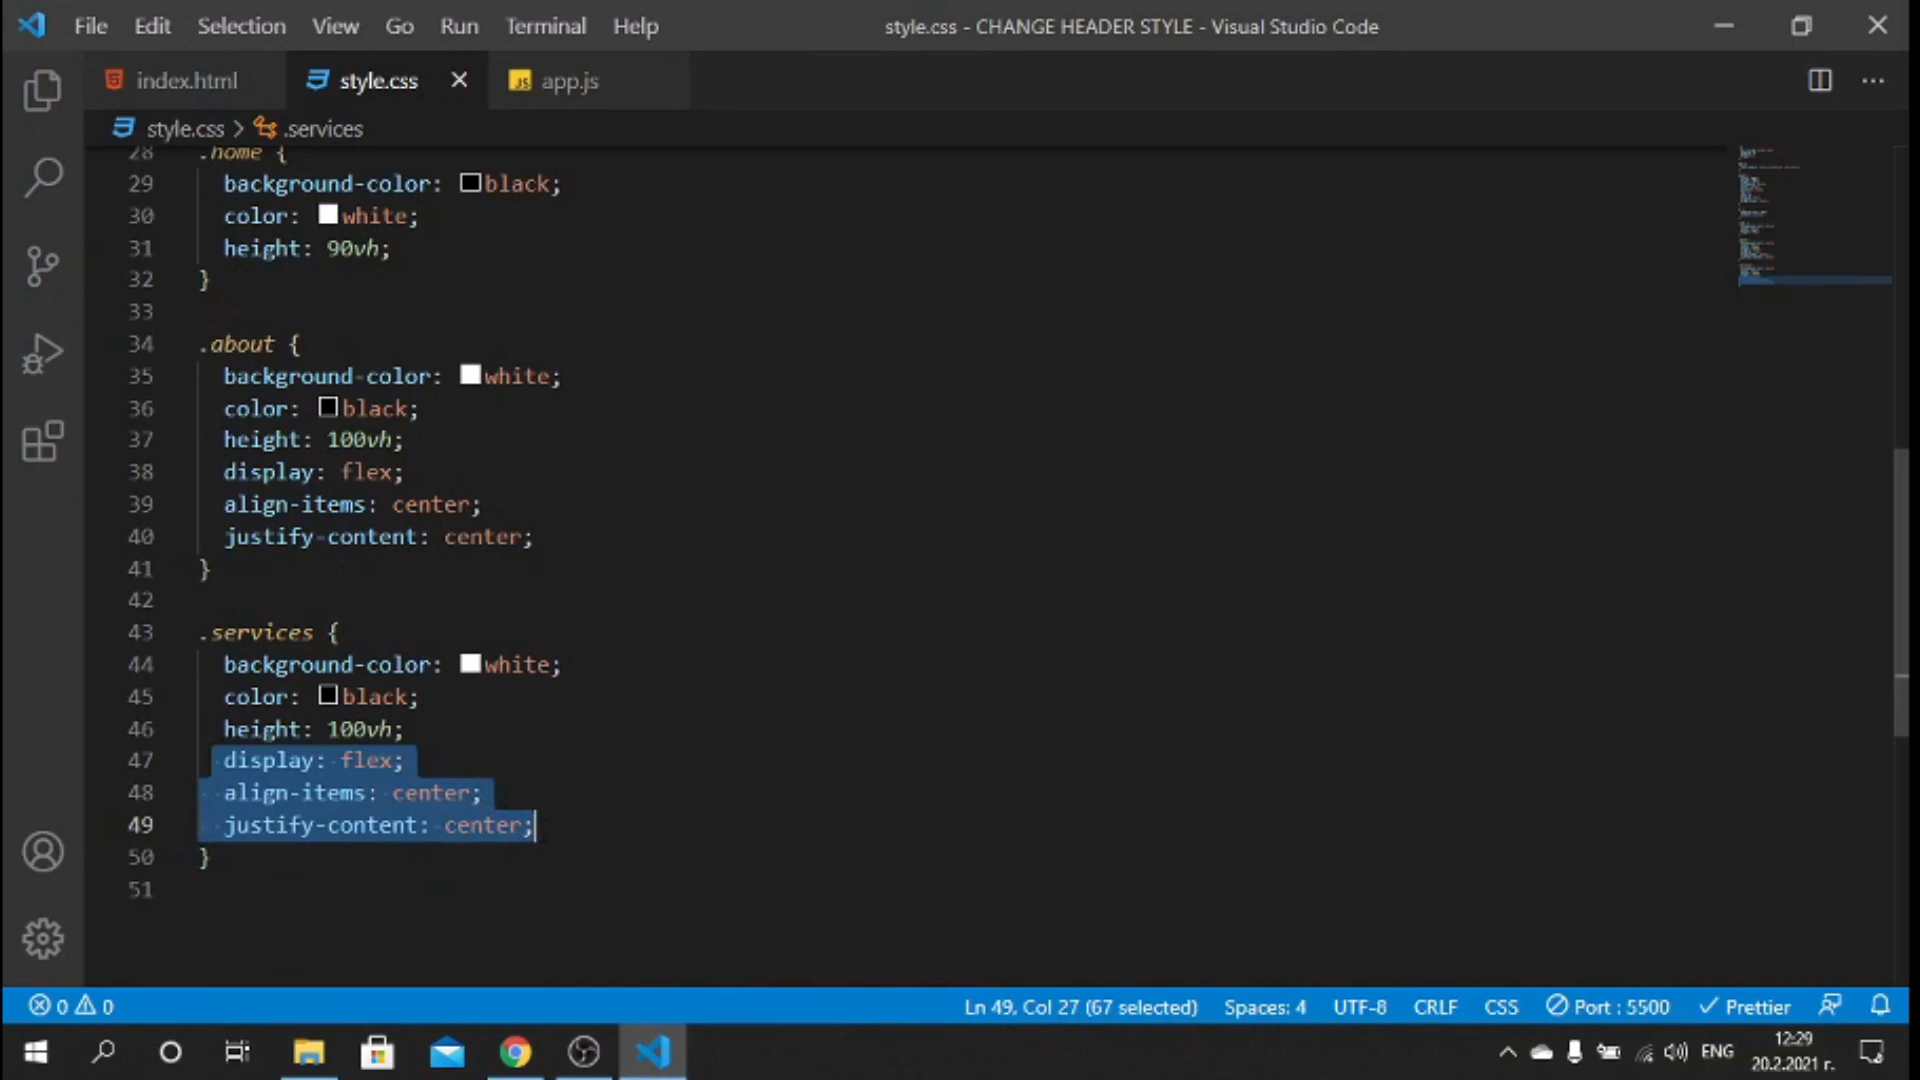 File Edit Selection View Go Run Terminal Help style.css - CHANGE HEADER STYLE - Visual Studio Code
index.html style.css JS app.js
style.css > .services
28 .home {
29 background-color: black;
30 color: white;
31 height: 90vh;
32 }
33
34 .about {
35 background-color: white;
36 color: black;
37 height: 100vh;
38 display: flex;
39 align-items: center;
40 justify-content: center;
41 }
42
43 .services {
44 background-color: white;
45 color: black;
46 height: 100vh;
47 display: flex;
48 align-items: center;
49 justify-content: center;
50 }
51
0 0 Ln 49, Col 27 (67 selected) Spaces: 4 UTF-8 CRLF CSS Port : 5500 Prettier
ENG 12:29
20.2.2021 г.